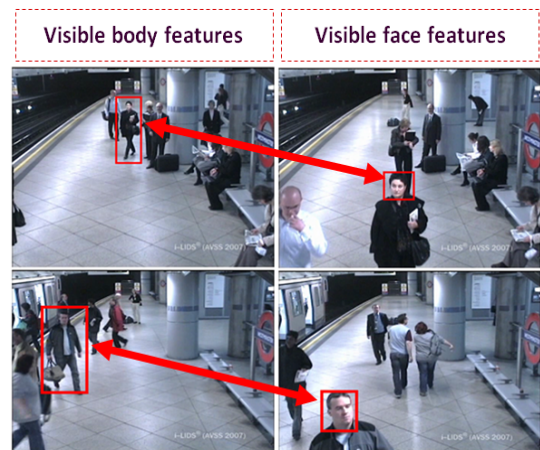 Visible body features
Visible face features
i-LIDS® (AVSS 2007)
i-LIDS® (AVSS 2007)
i-LIDS® (AVSS 2007)
i-LIDS® (AVSS 2007)